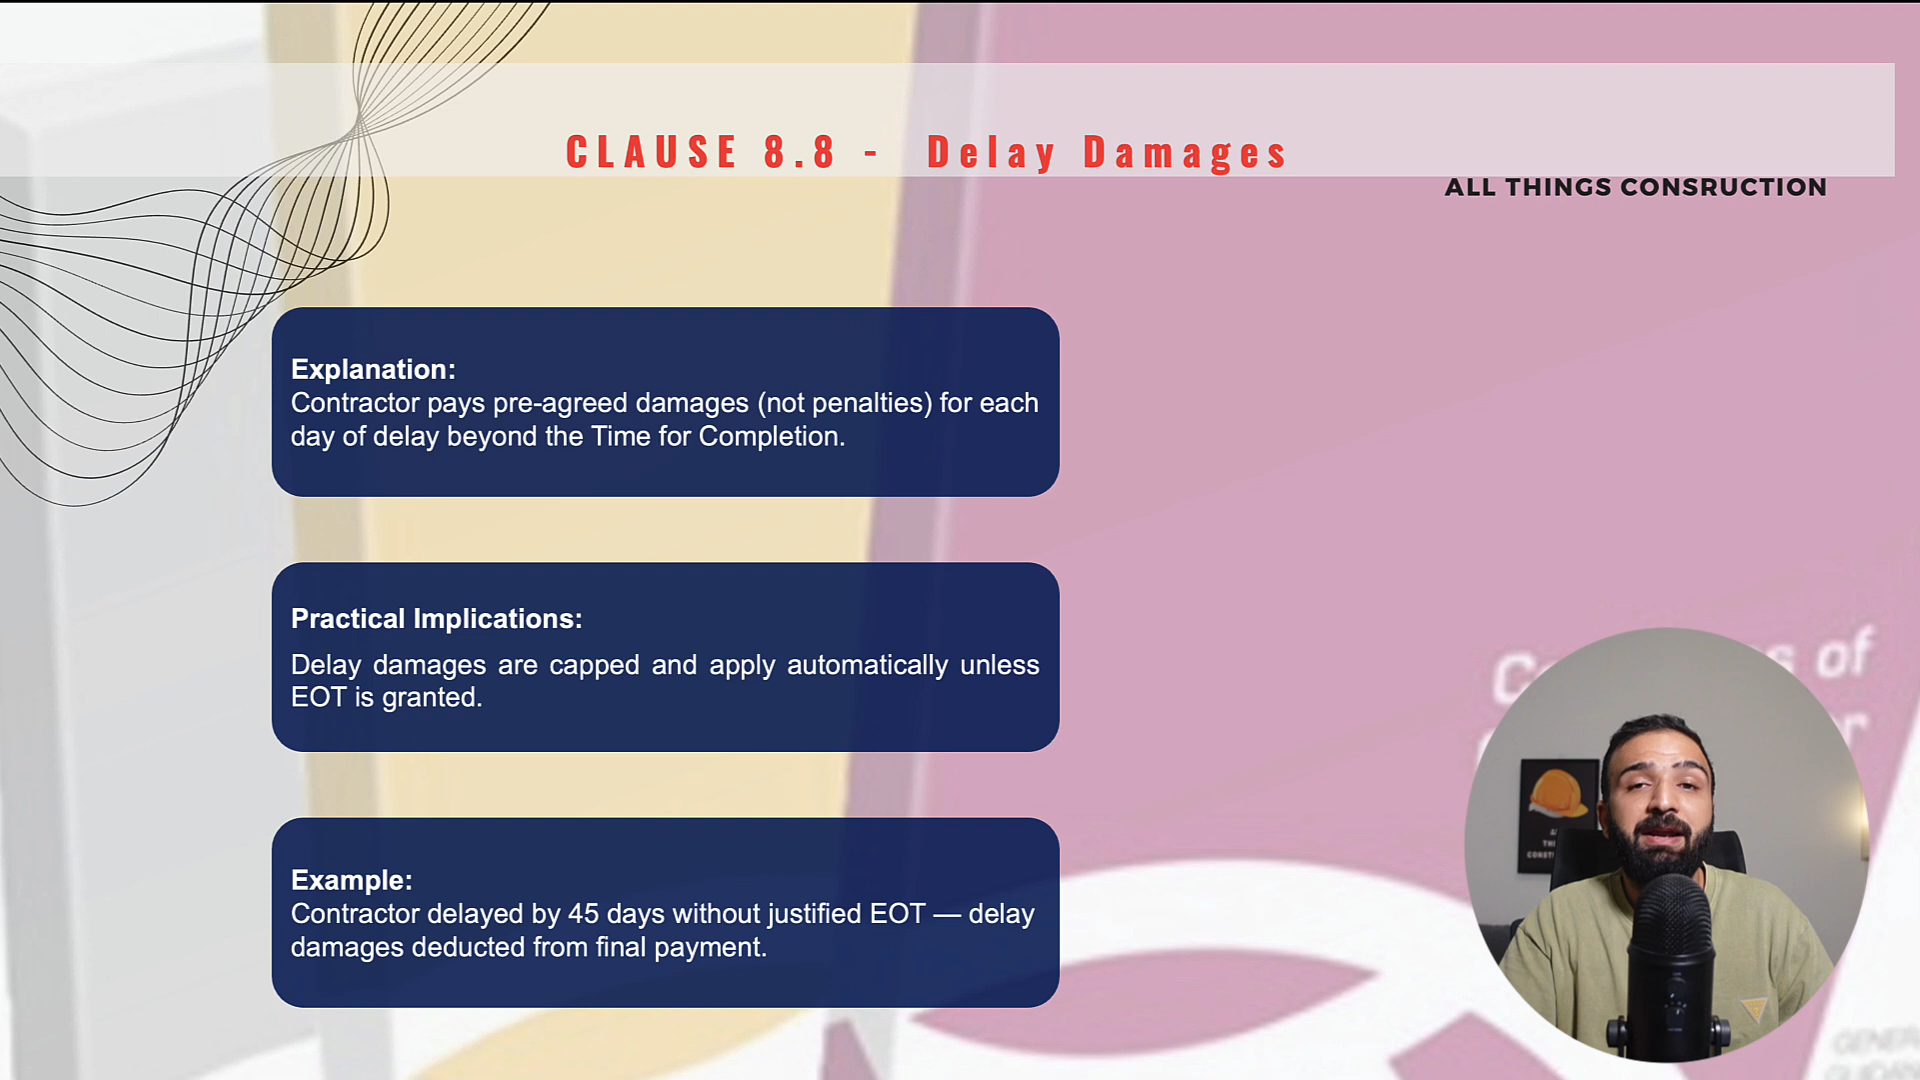 CLAUSE 8.8 - Delay Damages
ALL THINGS CONSRUCTION
Explanation:
Contractor pays pre-agreed damages (not penalties) for each
day of delay beyond the Time for Completion.
Practical Implications:
Delay damages are capped and apply automatically unless
EOT is granted.
Example:
Contractor delayed by 45 days without justified EOT — delay
damages deducted from final payment.
of